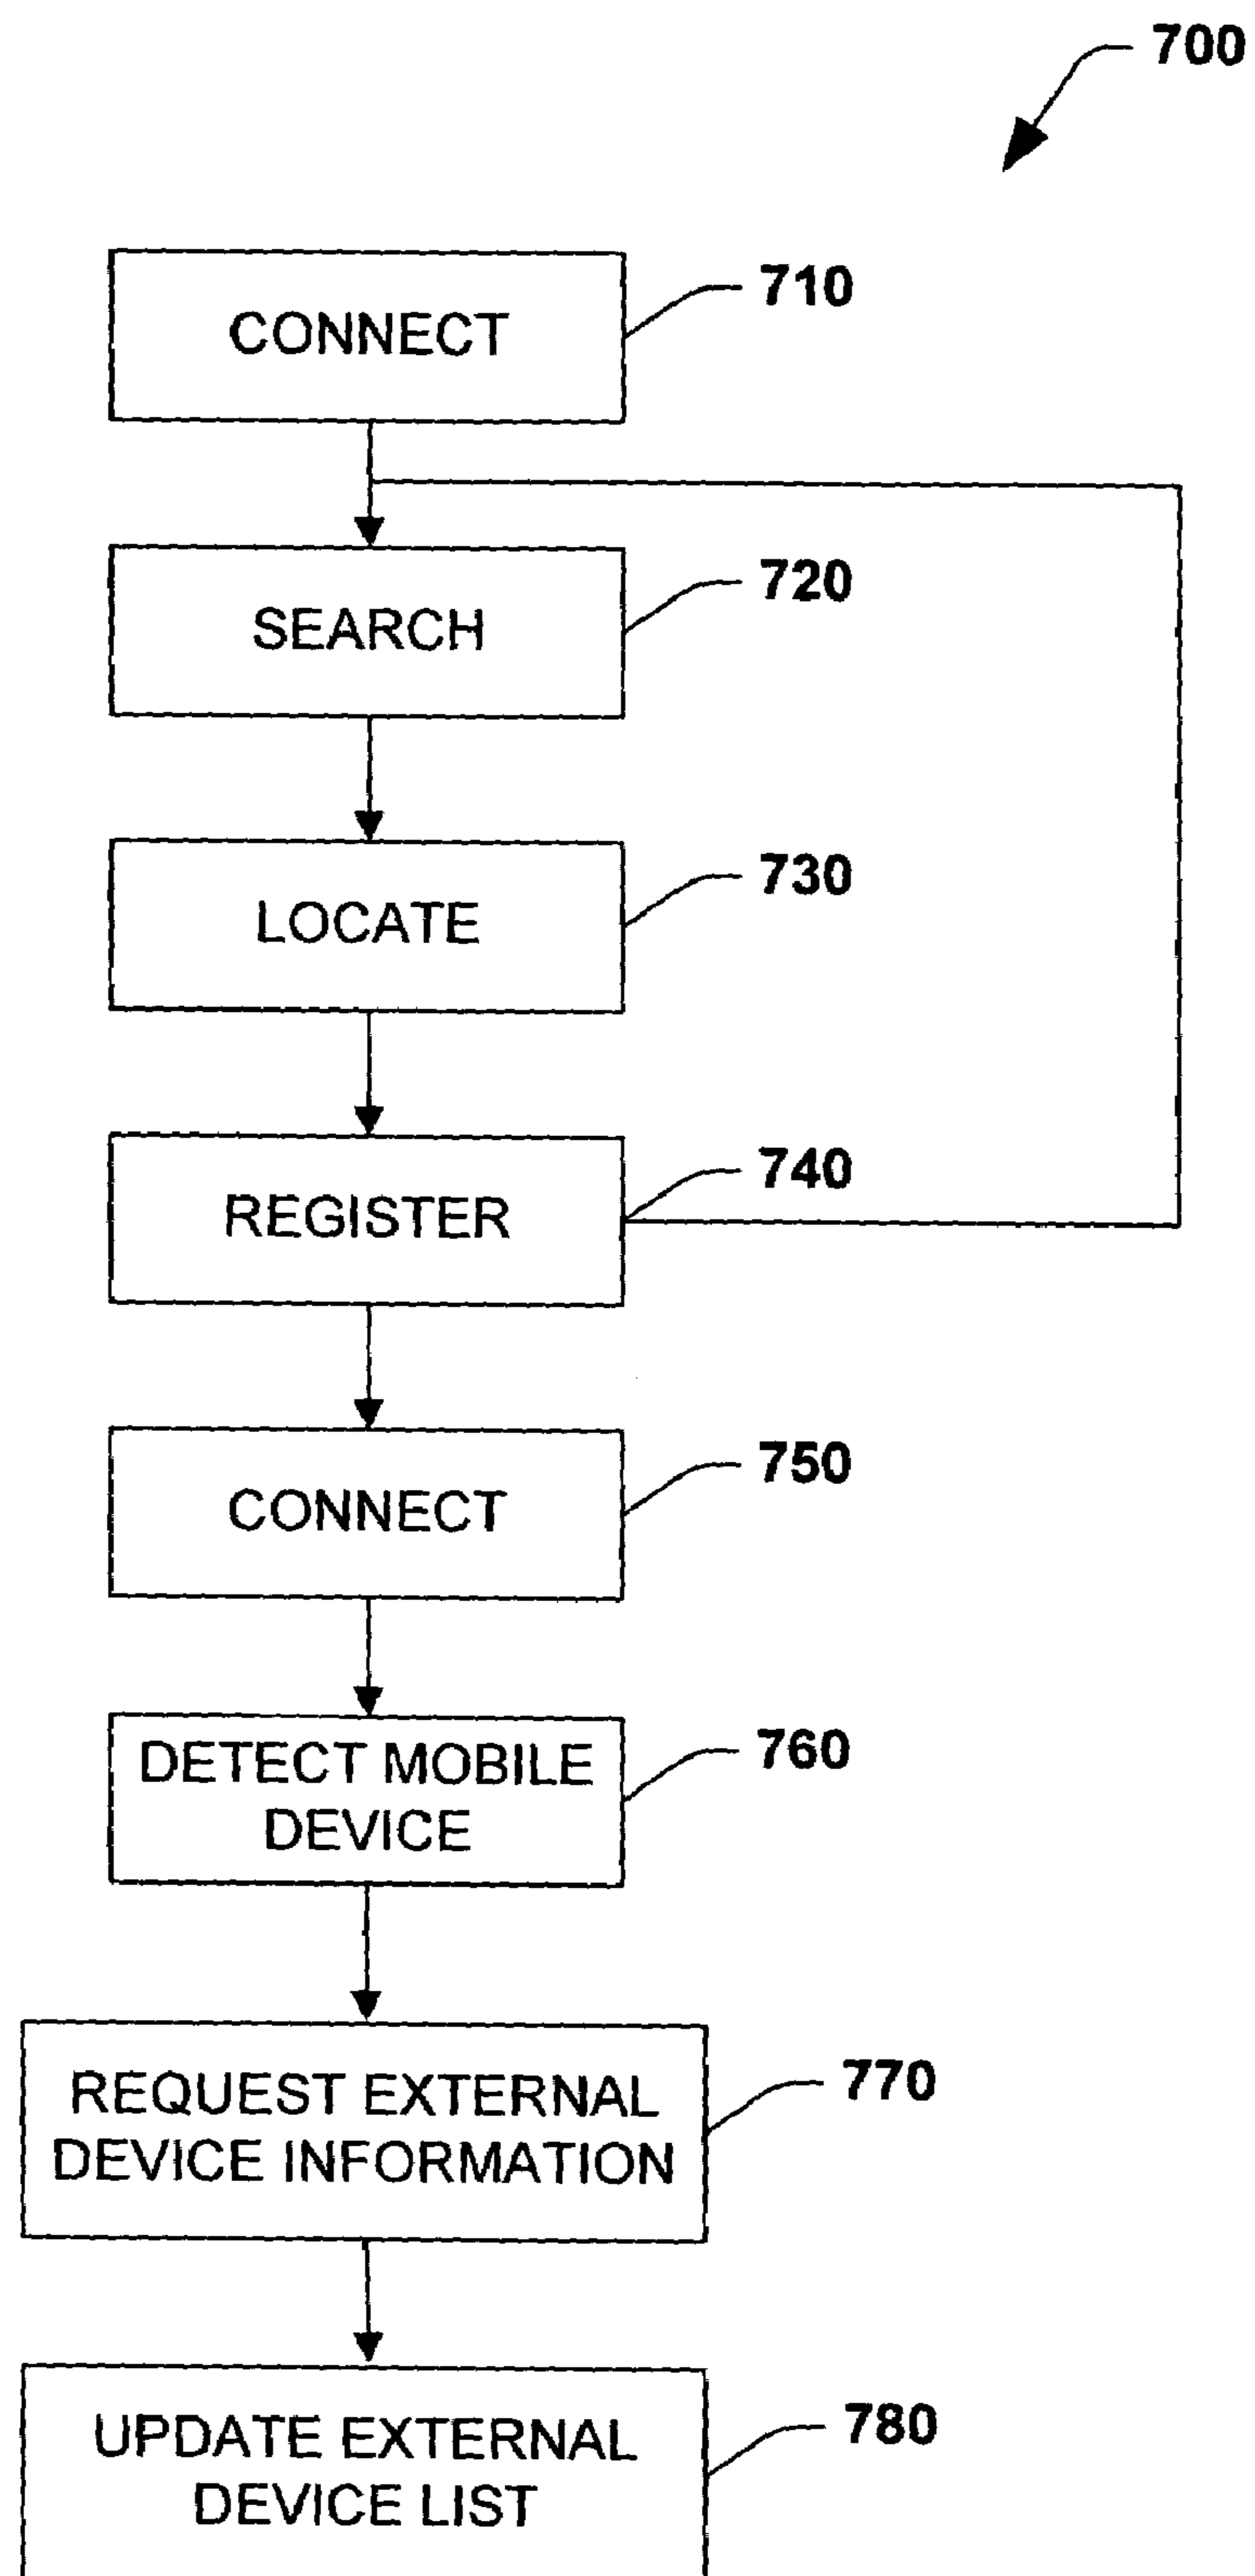 700
CONNECT
710
SEARCH
720
LOCATE
730
REGISTER
740
CONNECT
750
DETECT MOBILE
DEVICE
760
REQUEST EXTERNAL
DEVICE INFORMATION
770
UPDATE EXTERNAL
DEVICE LIST
780